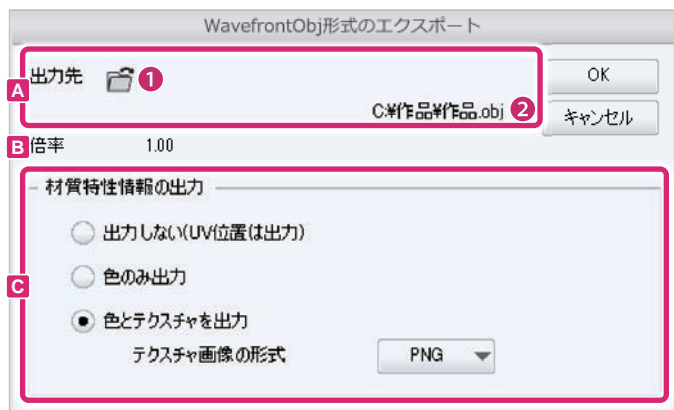 WavefrontObj形式のエクスポート
A
出力先
❶
OK
C:¥作品¥作品.obj
❷
キャンセル
B
倍率 1.00
C
材質特性情報の出力
出力しない(UV位置は出力)
色のみ出力
色とテクスチャを出力
テクスチャ画像の形式 PNG